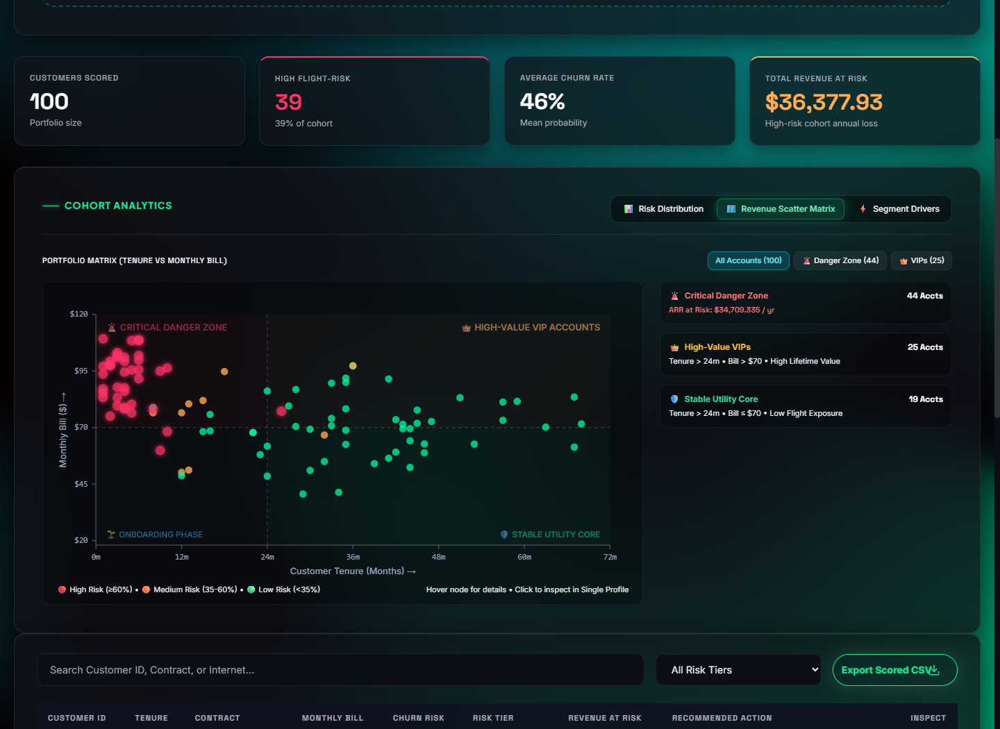 CUSTOMERS SCORED
100
Portfolio size
HIGH FLIGHT-RISK
39
39% of cohort
AVERAGE CHURN RATE
46%
Mean probability
TOTAL REVENUE AT RISK
$36,377.93
High-risk cohort annual loss
COHORT ANALYTICS
Risk Distribution
Revenue Scatter Matrix
Segment Drivers
PORTFOLIO MATRIX (TENURE VS MONTHLY BILL)
All Accounts (100)
Danger Zone (44)
VIPs (25)
CRITICAL DANGER ZONE
HIGH-VALUE VIP ACCOUNTS
$120
$95
$70
$45
$20
Monthly Bill ($) →
ONBOARDING PHASE
STABLE UTILITY CORE
0m
12m
24m
36m
48m
60m
72m
Customer Tenure (Months) →
High Risk (≥60%) •
Medium Risk (35-60%) •
Low Risk (<35%)
Hover node for details • Click to inspect in Single Profile
Critical Danger Zone
44 Accts
ARR at Risk: $34,709.335 / yr
High-Value VIPs
25 Accts
Tenure > 24m • Bill > $70 • High Lifetime Value
Stable Utility Core
19 Accts
Tenure > 24m • Bill ≤ $70 • Low Flight Exposure
Search Customer ID, Contract, or Internet...
All Risk Tiers
Export Scored CSV
CUSTOMER ID
TENURE
CONTRACT
MONTHLY BILL
CHURN RISK
RISK TIER
REVENUE AT RISK
RECOMMENDED ACTION
INSPECT